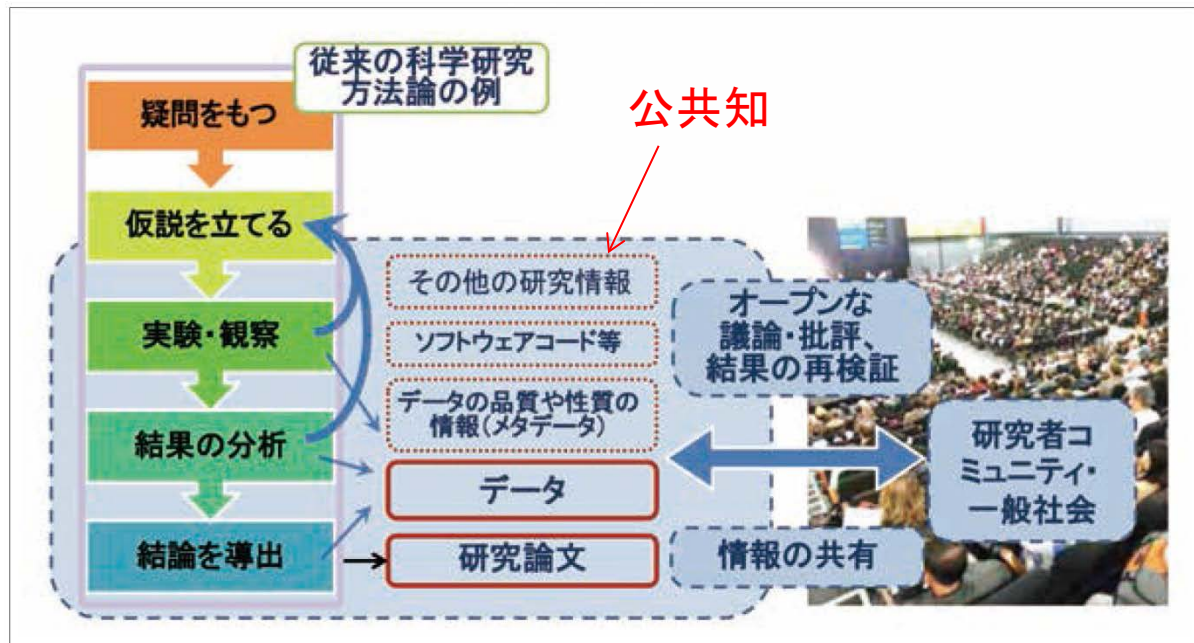 従来の科学研究
方法論の例
公共知
疑問をもつ
仮説を立てる
実験・観察
結果の分析
結論を導出
その他の研究情報
ソフトウェアコード等
データの品質や性質の
情報(メタデータ)
データ
研究論文
オープンな
議論・批評、
結果の再検証
情報の共有
研究者コ
ミュニティ・
一般社会